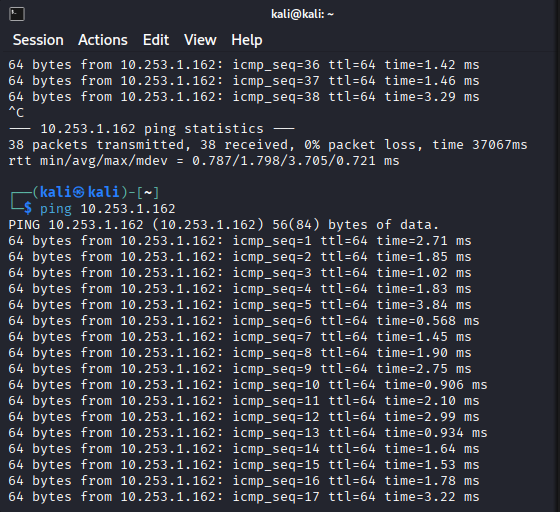 kali@kali: ~
Session Actions Edit View Help
64 bytes from 10.253.1.162: icmp_seq=36 ttl=64 time=1.42 ms
64 bytes from 10.253.1.162: icmp_seq=37 ttl=64 time=1.46 ms
64 bytes from 10.253.1.162: icmp_seq=38 ttl=64 time=3.29 ms
^C
--- 10.253.1.162 ping statistics ---
38 packets transmitted, 38 received, 0% packet loss, time 37067ms
rtt min/avg/max/mdev = 0.787/1.798/3.705/0.721 ms
┌──(kali㉿kali)-[~]
└─$ ping 10.253.1.162
PING 10.253.1.162 (10.253.1.162) 56(84) bytes of data.
64 bytes from 10.253.1.162: icmp_seq=1 ttl=64 time=2.71 ms
64 bytes from 10.253.1.162: icmp_seq=2 ttl=64 time=1.85 ms
64 bytes from 10.253.1.162: icmp_seq=3 ttl=64 time=1.02 ms
64 bytes from 10.253.1.162: icmp_seq=4 ttl=64 time=1.83 ms
64 bytes from 10.253.1.162: icmp_seq=5 ttl=64 time=3.84 ms
64 bytes from 10.253.1.162: icmp_seq=6 ttl=64 time=0.568 ms
64 bytes from 10.253.1.162: icmp_seq=7 ttl=64 time=1.45 ms
64 bytes from 10.253.1.162: icmp_seq=8 ttl=64 time=1.90 ms
64 bytes from 10.253.1.162: icmp_seq=9 ttl=64 time=2.75 ms
64 bytes from 10.253.1.162: icmp_seq=10 ttl=64 time=0.906 ms
64 bytes from 10.253.1.162: icmp_seq=11 ttl=64 time=2.10 ms
64 bytes from 10.253.1.162: icmp_seq=12 ttl=64 time=2.99 ms
64 bytes from 10.253.1.162: icmp_seq=13 ttl=64 time=0.934 ms
64 bytes from 10.253.1.162: icmp_seq=14 ttl=64 time=1.64 ms
64 bytes from 10.253.1.162: icmp_seq=15 ttl=64 time=1.53 ms
64 bytes from 10.253.1.162: icmp_seq=16 ttl=64 time=1.78 ms
64 bytes from 10.253.1.162: icmp_seq=17 ttl=64 time=3.22 ms